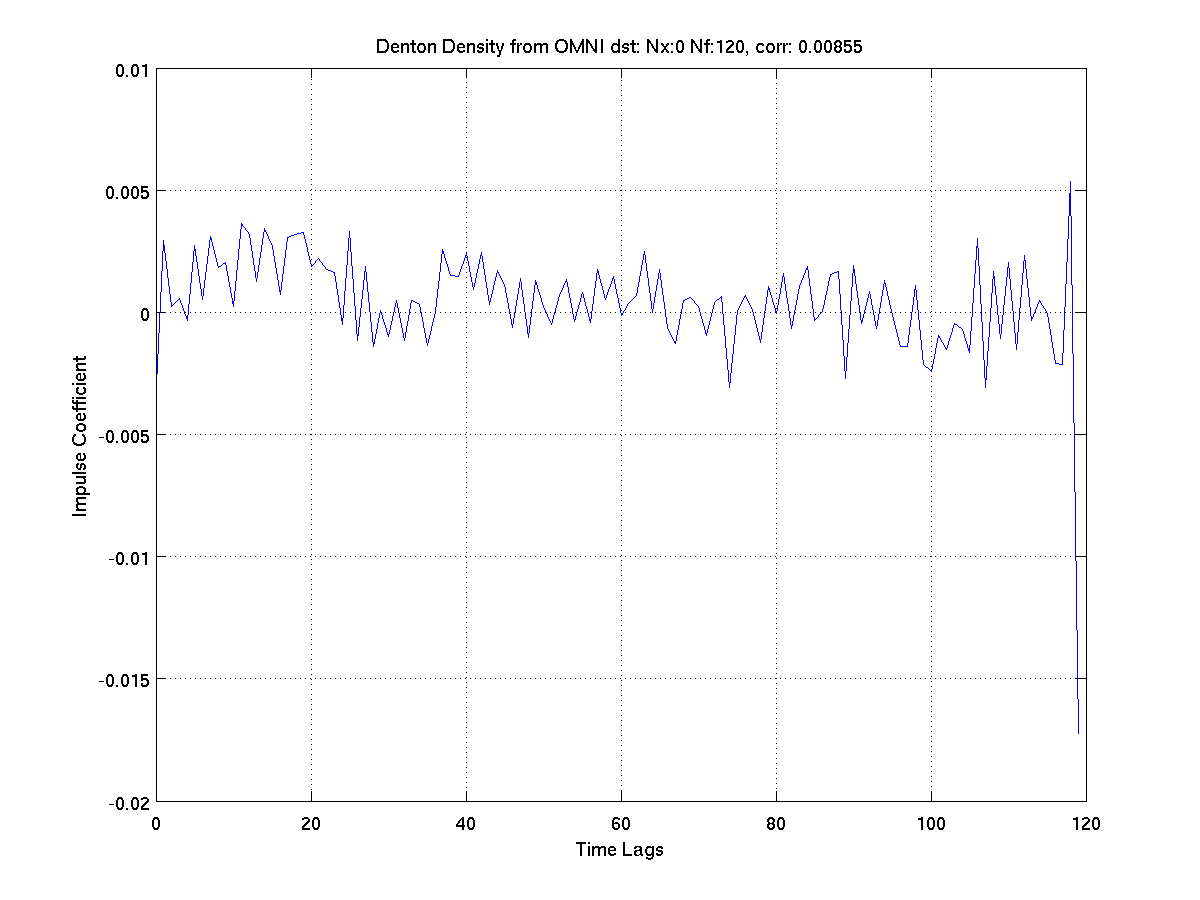 Denton Density from OMNI dst: Nx:0 Nf:120, corr: 0.00855
0.01
0.005
0
-0.005
-0.01
-0.015
-0.02
Impulse Coefficient
0 20 40 60 80 100 120
Time Lags